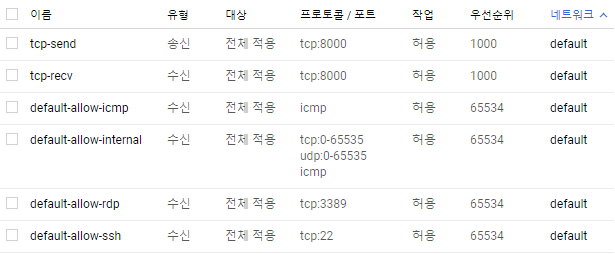 이름 유형 대상 프로토콜 / 포트 작업 우선순위 네트워크
tcp-send 송신 전체 적용 tcp:8000 허용 1000 default
tcp-recv 수신 전체 적용 tcp:8000 허용 1000 default
default-allow-icmp 수신 전체 적용 icmp 허용 65534 default
default-allow-internal 수신 전체 적용 tcp:0-65535 허용 65534 default
udp:0-65535
icmp
default-allow-rdp 수신 전체 적용 tcp:3389 허용 65534 default
default-allow-ssh 수신 전체 적용 tcp:22 허용 65534 default